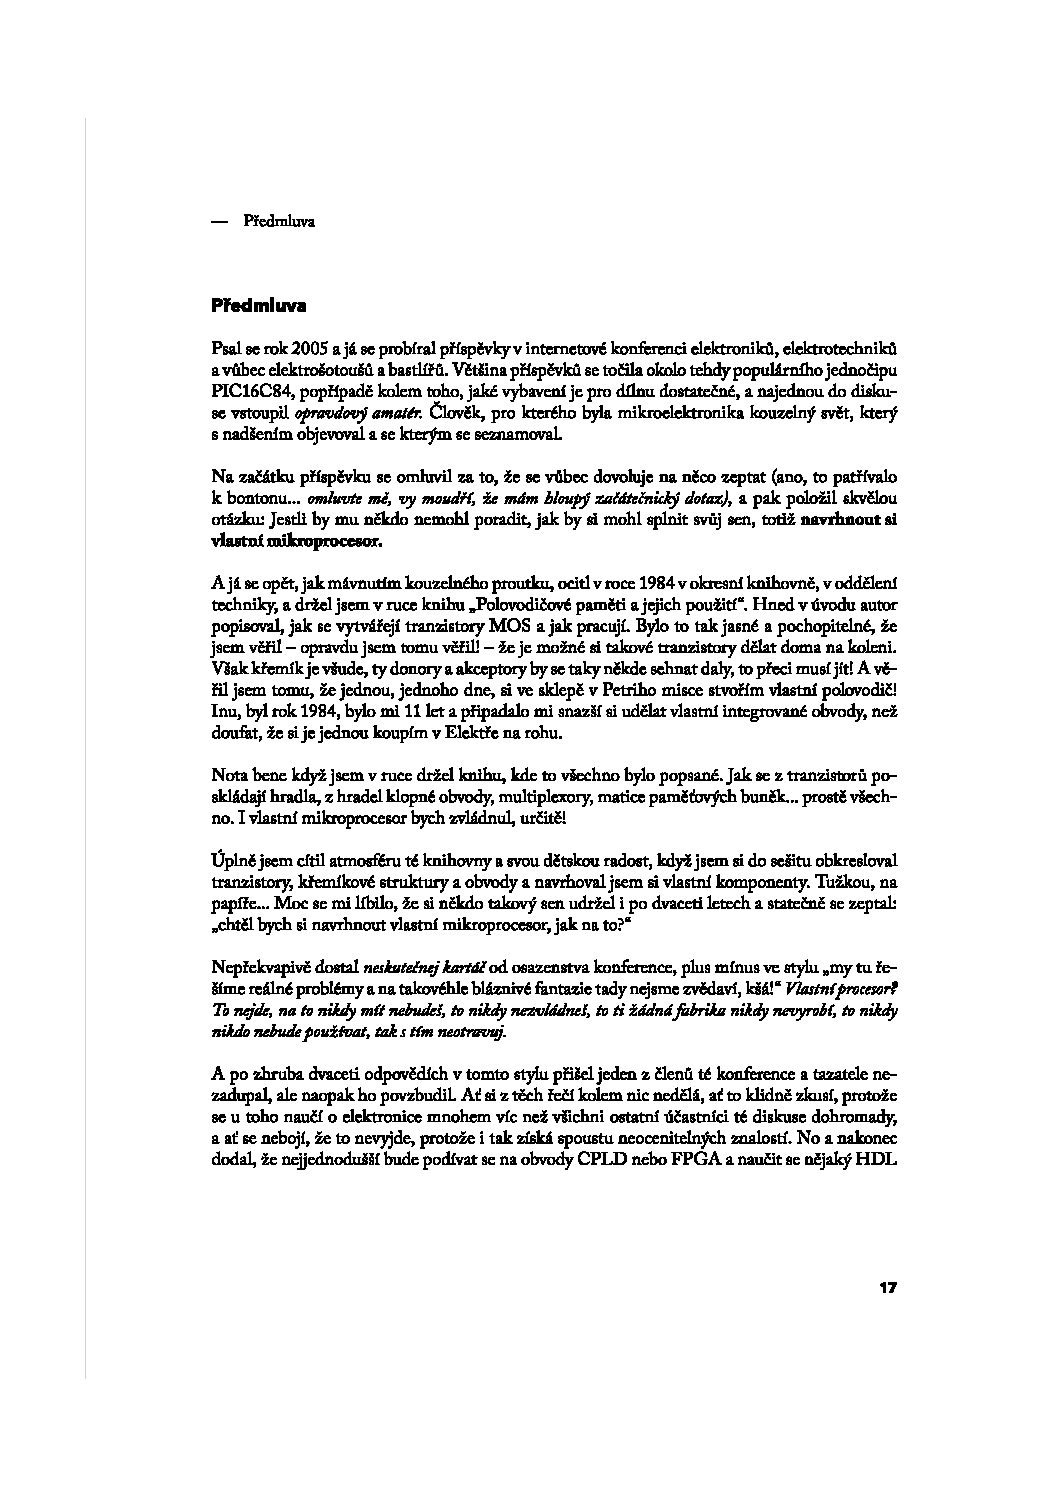 — Předmluva
Předmluva
Psal se rok 2005 a já se probíral příspěvky v internetové konferenci elektroniků, elektrotechniků
a vůbec elektrošotoušů a bastlířů. Většina příspěvků se točila okolo tehdy populárního jednočipu
PIC16C84, popřípadě kolem toho, jaké vybavení je pro dílnu dostatečné, a najednou do disku-
se vstoupil opravdový amatér. Člověk, pro kterého byla mikroelektronika kouzelný svět, který
s nadšením objevoval a se kterým se seznamoval.
Na začátku příspěvku se omluvil za to, že se vůbec dovoluje na něco zeptat (ano, to patřívalo
k bontonu... omluvte mě, vy moudří, že mám hloupý začátečnický dotaz), a pak položil skvělou
otázku: Jestli by mu někdo nemohl poradit, jak by si mohl splnit svůj sen, totiž navrhnout si
vlastní mikroprocesor.
A já se opět, jak mávnutím kouzelného proutku, ocitl v roce 1984 v okresní knihovně, v oddělení
techniky, a držel jsem v ruce knihu „Polovodičové paměti a jejich použití“. Hned v úvodu autor
popisoval, jak se vytvářejí tranzistory MOS a jak pracují. Bylo to tak jasné a pochopitelné, že
jsem věřil – opravdu jsem tomu věřil! – že je možné si takové tranzistory dělat doma na koleni.
Však křemík je všude, ty donory a akceptory by se taky někde sehnat daly, to přeci musí jít! A vě-
řil jsem tomu, že jednou, jednoho dne, si ve sklepě v Petriho misce stvořím vlastní polovodič!
Inu, byl rok 1984, bylo mi 11 let a připadalo mi snazší si udělat vlastní integrované obvody, než
doufat, že si je jednou koupím v Elektře na rohu.
Nota bene když jsem v ruce držel knihu, kde to všechno bylo popsané. Jak se z tranzistorů po-
skládají hradla, z hradel klopné obvody, multiplexory, matice paměťových buněk... prostě všech-
no. I vlastní mikroprocesor bych zvládnul, určitě!
Úplně jsem cítil atmosféru té knihovny a svou dětskou radost, když jsem si do sešitu obkresloval
tranzistory, křemíkové struktury a obvody a navrhoval jsem si vlastní komponenty. Tužkou, na
papíře... Moc se mi líbilo, že si někdo takový sen udržel i po dvaceti letech a statečně se zeptal:
„chtěl bych si navrhnout vlastní mikroprocesor, jak na to?“
Nepřekvapivě dostal neskutečnej kartáč od osazenstva konference, plus mínus ve stylu „my tu ře-
šíme reálné problémy a na takovéhle bláznivé fantazie tady nejsme zvědaví, kšá!“ Vlastní procesor?
To nejde, na to nikdy mít nebudeš, to nikdy nezvládneš, to ti žádná fabrika nikdy nevyrobí, to nikdy
nikdo nebude používat, tak s tím neotravuj.
A po zhruba dvaceti odpovědích v tomto stylu přišel jeden z členů té konference a tazatele ne-
zadupal, ale naopak ho povzbudil. Ať si z těch řečí kolem nic nedělá, ať to klidně zkusí, protože
se u toho naučí o elektronice mnohem víc než všichni ostatní účastníci té diskuse dohromady,
a ať se nebojí, že to nevyjde, protože i tak získá spoustu neocenitelných znalostí. No a nakonec
dodal, že nejjednodušší bude podívat se na obvody CPLD nebo FPGA a naučit se nějaký HDL
17